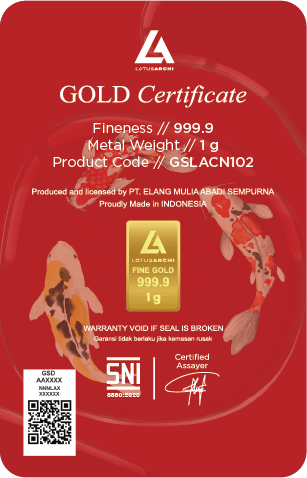 LOTUSARCHI
GOLD Certificate
Fineness // 999.9
Metal Weight // 1 g
Product Code // GSLACN102
Produced and licensed by PT. ELANG MULIA ABADI SEMPURNA
Proudly Made in INDONESIA
LOTUSARCHI
FINE GOLD
999.9
1 g
WARRANTY VOID IF SEAL IS BROKEN
Garansi tidak berlaku jika kemasan rusak
SNI
8880:2020
Certified
Assayer
GSD
AAXXXX
NNNLAX
XXXXXX